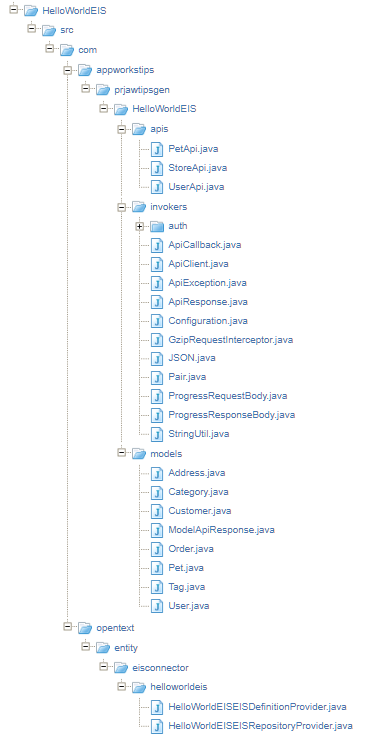 HelloWorldEIS
src
com
appworkstips
prjawtipsgen
HelloWorldEIS
apis
PetApi.java
StoreApi.java
UserApi.java
invokers
auth
ApiCallback.java
ApiClient.java
ApiException.java
ApiResponse.java
Configuration.java
GzipRequestInterceptor.java
JSON.java
Pair.java
ProgressRequestBody.java
ProgressResponseBody.java
StringUtil.java
models
Address.java
Category.java
Customer.java
ModelApiResponse.java
Order.java
Pet.java
Tag.java
User.java
opentext
entity
eisconnector
helloworldeis
HelloWorldEISEISDefinitionProvider.java
HelloWorldEISEISRepositoryProvider.java